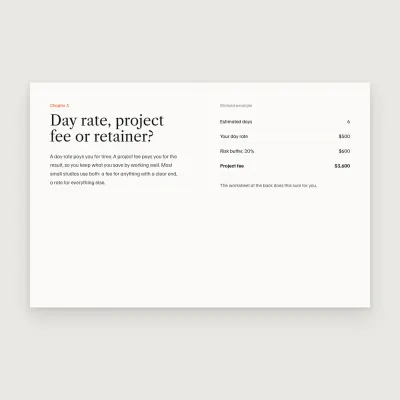 Chapter 3
Day rate, project
fee or retainer?
A day rate pays you for time. A project fee pays you for the
result, so you keep what you save by working well. Most
small studios use both: a fee for anything with a clear end,
a rate for everything else.
Worked example
Estimated days 6
Your day rate $500
Risk buffer, 20% $600
Project fee $3,600
The worksheet at the back does this sum for you.